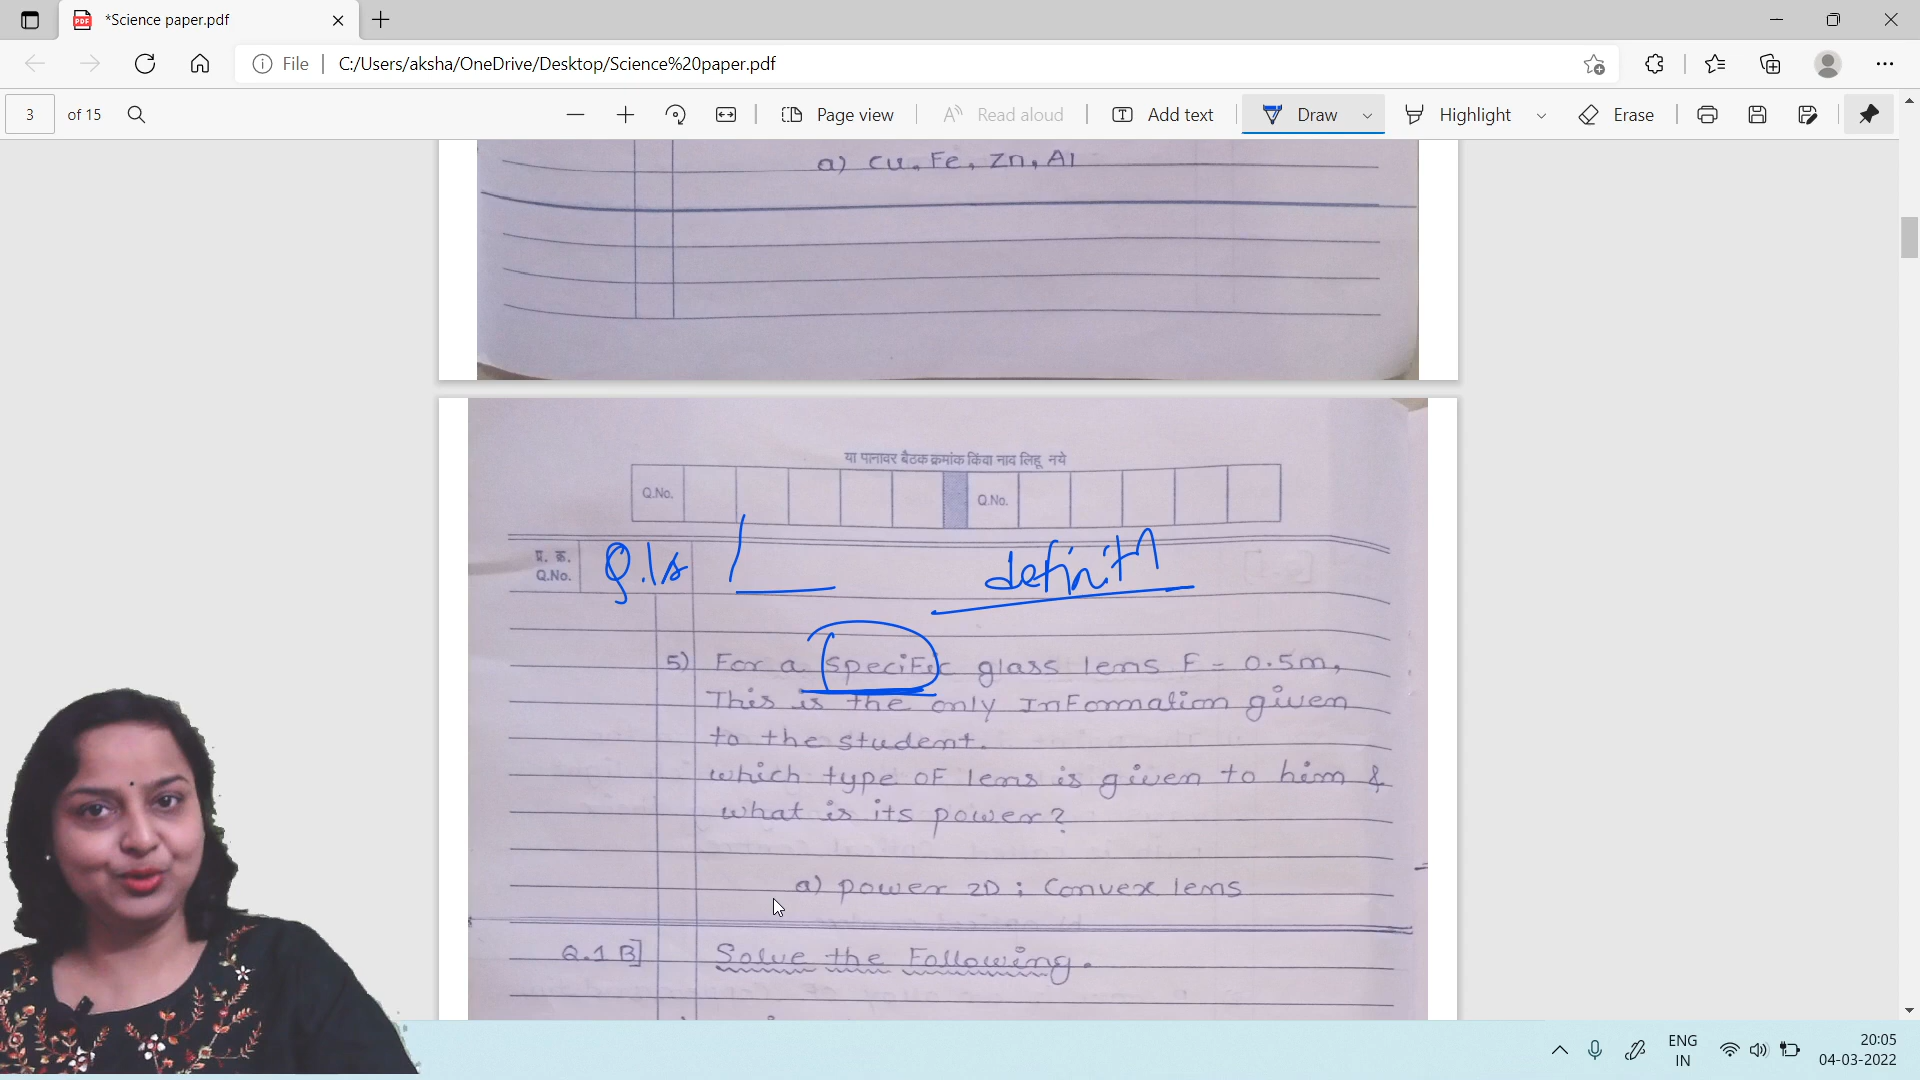 *Science paper.pdf
File
C:/Users/aksha/OneDrive/Desktop/Science%20paper.pdf
3 of 15
Page view
Read aloud
Add text
Draw
Highlight
Erase
a) Cu, Fe, Zn, Al
या पानावर बैठक क्रमांक किंवा नाव लिहू नये
Q.No.
Q.No.
प्र. क्र.
Q.No.
5) For a specific glass lens F = 0.5m,
This is the only InFormation given
to the student.
which type oF lens is given to him &
what is its power?
a) power 2D ; Convex lens
Q.1 B] Solve the Following.
ENG
IN
20:05
04-03-2022